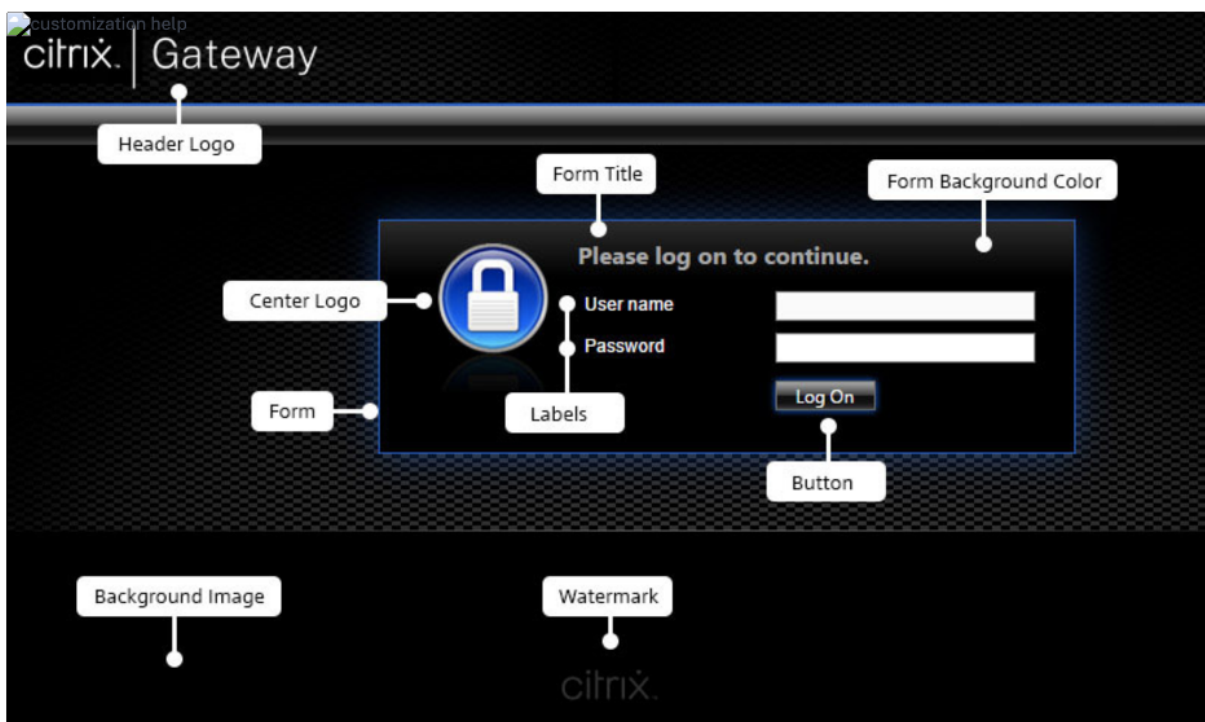 customization help
citrix. Gateway
Header Logo
Form Title
Form Background Color
Please log on to continue.
Center Logo
User name
Password
Form
Labels
Log On
Button
Background Image
Watermark
citrix.